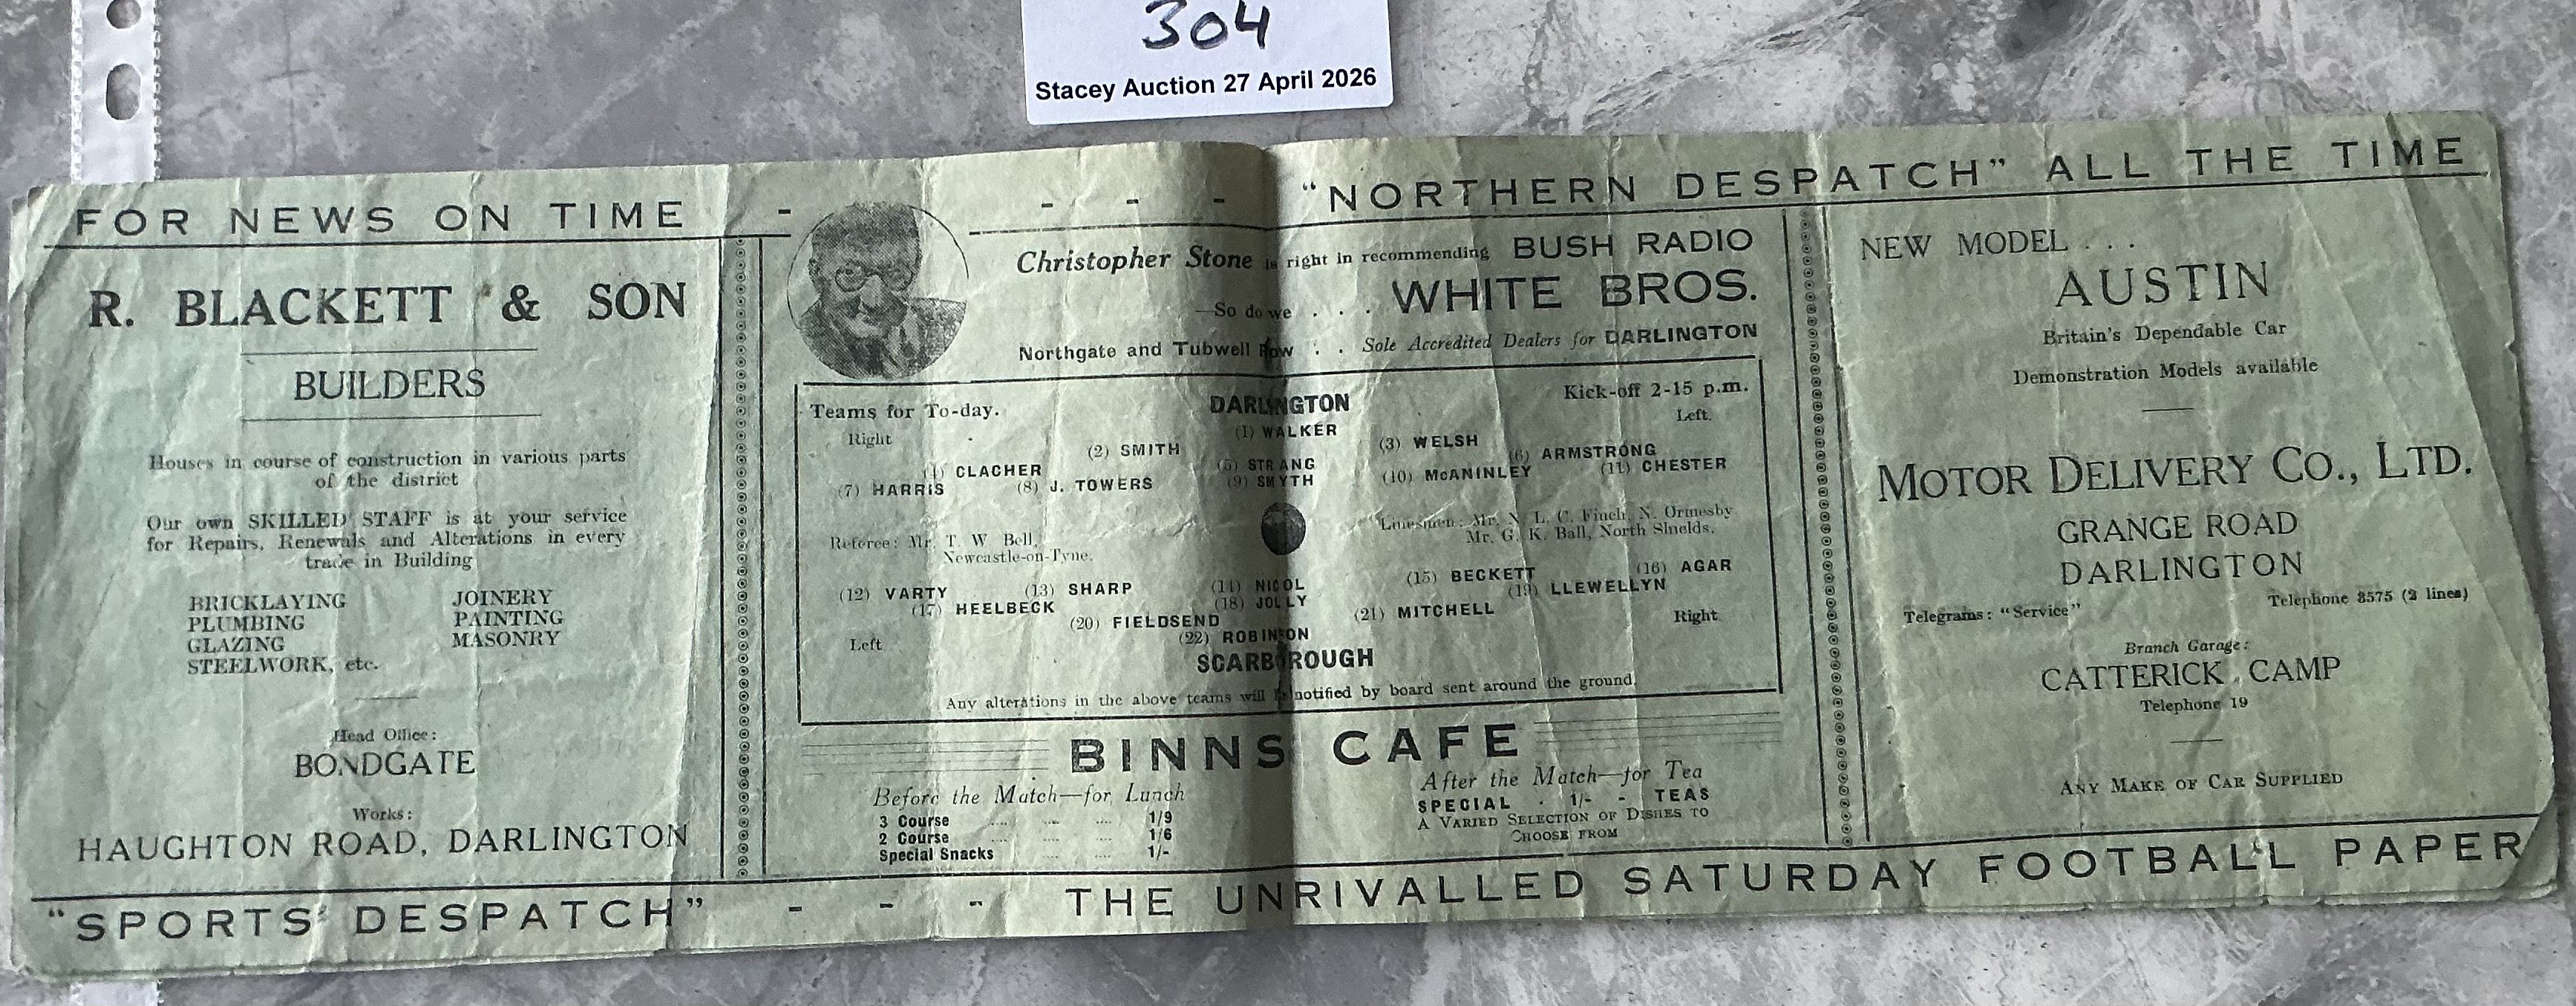 304
Stacey Auction 27 April 2026
FOR NEWS ON TIME - - - - "NORTHERN DESPATCH" ALL THE TIME
R. BLACKETT & SON
BUILDERS
Houses in course of construction in various parts
of the district
Our own SKILLED STAFF is at your service
for Repairs, Renewals and Alterations in every
trade in Building
BRICKLAYING JOINERY
PLUMBING PAINTING
GLAZING MASONRY
STEELWORK, etc.
Head Office:
BONDGATE
Works:
HAUGHTON ROAD, DARLINGTON
Christopher Stone is right in recommending BUSH RADIO
—So do we . . . WHITE BROS.
Northgate and Tubwell Row . . Sole Accredited Dealers for DARLINGTON
Teams for To-day. DARLINGTON Kick-off 2-15 p.m.
Right (1) WALKER Left.
(2) SMITH (3) WELSH
(4) CLACHER (5) STRANG (6) ARMSTRONG
(7) HARRIS (8) J. TOWERS (9) SMYTH (10) McANINLEY (11) CHESTER
Referee: Mr. T. W. Bell,
Newcastle-on-Tyne.
Linesmen: Mr. N. L. C. Finch, N. Ormesby
Mr. G. K. Ball, North Shields.
(12) VARTY (13) SHARP (14) NICOL (15) BECKETT (16) AGAR
(17) HEELBECK (18) JOLLY (19) LLEWELLYN
(20) FIELDSEND (21) MITCHELL
Left (22) ROBINSON Right
SCARBOROUGH
Any alterations in the above teams will be notified by board sent around the ground.
BINNS CAFE
Before the Match—for Lunch
3 Course .... .... .... 1/9
2 Course .... .... .... 1/6
Special Snacks .... .... 1/-
After the Match—for Tea
SPECIAL - 1/- - TEAS
A VARIED SELECTION OF DISHES TO
CHOOSE FROM
NEW MODEL . . .
AUSTIN
Britain's Dependable Car
Demonstration Models available
MOTOR DELIVERY CO., LTD.
GRANGE ROAD
DARLINGTON
Telegrams: "Service" Telephone 3575 (2 lines)
Branch Garage:
CATTERICK CAMP
Telephone 19
ANY MAKE OF CAR SUPPLIED
"SPORTS DESPATCH" - - - THE UNRIVALLED SATURDAY FOOTBALL PAPER